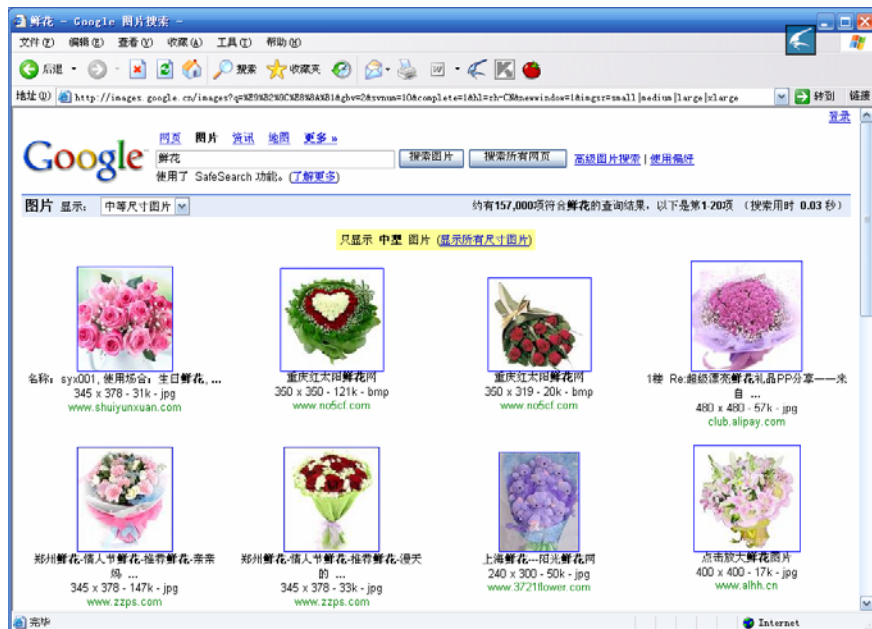 鲜花 - Google 图片搜索 -
文件(F) 编辑(E) 查看(V) 收藏(A) 工具(T) 帮助(H)
后退 搜索 收藏夹
地址(D) http://images.google.cn/images?q=%E9%B2%9C%E8%8A%B1&gbv=2&svnum=10&complete=1&hl=zh-CN&newwindow=1&imgsz=small|medium|large|xlarge 转到 链接
登录
网页 图片 资讯 地图 更多 »
Google 鲜花 搜索图片 搜索所有网页 高级图片搜索 | 使用偏好
使用了 SafeSearch 功能。(了解更多)
图片 显示: 中等尺寸图片 约有157,000项符合鲜花的查询结果,以下是第1-20项 (搜索用时 0.03 秒)
只显示 中型 图片 (显示所有尺寸图片)
名称: syx001, 使用场合: 生日鲜花, ...
345 x 378 - 31k - jpg
www.shuiyunxuan.com
重庆红太阳鲜花网
350 x 350 - 121k - bmp
www.no5cf.com
重庆红太阳鲜花网
350 x 319 - 20k - bmp
www.no5cf.com
1楼 Re:超级漂亮鲜花礼品PP分享——来
自 ...
480 x 480 - 57k - jpg
club.alipay.com
郑州鲜花-情人节鲜花-推荐鲜花-亲亲
妈 ...
345 x 378 - 147k - jpg
www.zzps.com
郑州鲜花-情人节鲜花-推荐鲜花-漫天
的 ...
345 x 378 - 33k - jpg
www.zzps.com
上海鲜花---阳光鲜花网
240 x 300 - 50k - jpg
www.3721flower.com
点击放大鲜花图片
400 x 400 - 17k - jpg
www.alhh.cn
完毕 Internet